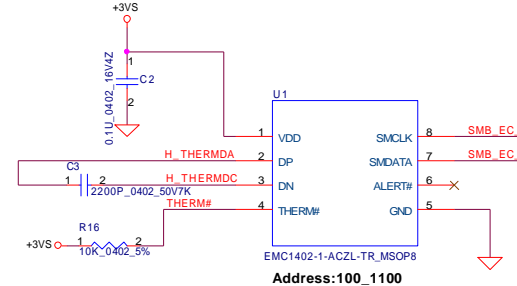 +3VS
1
C2
2
0.1U_0402_16V4Z
U1
1 VDD SMCLK 8 SMB_EC_
H_THERMDA 2 DP SMDATA 7 SMB_EC_
C3
1 2 H_THERMDC 3 DN ALERT# 6
2200P_0402_50V7K
THERM# 4 THERM# GND 5
R16
+3VS 1 2
10K_0402_5%
EMC1402-1-ACZL-TR_MSOP8
Address:100_1100